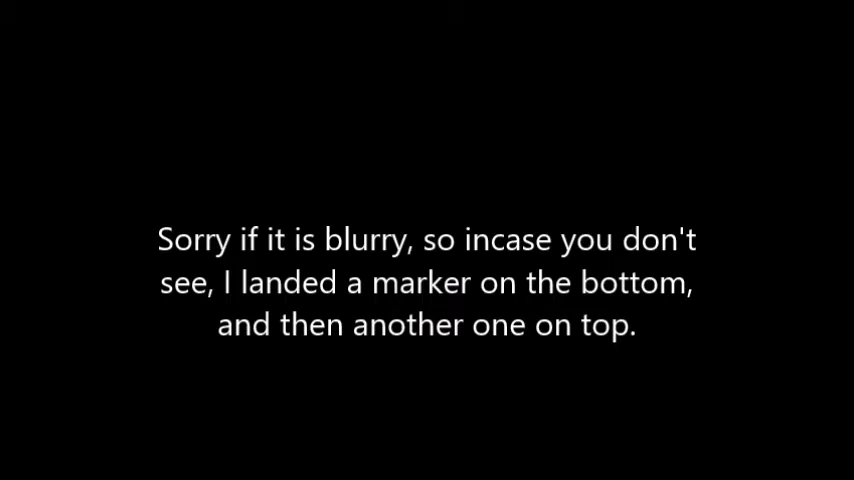 Sorry if it is blurry, so incase you don't
see, I landed a marker on the bottom,
and then another one on top.